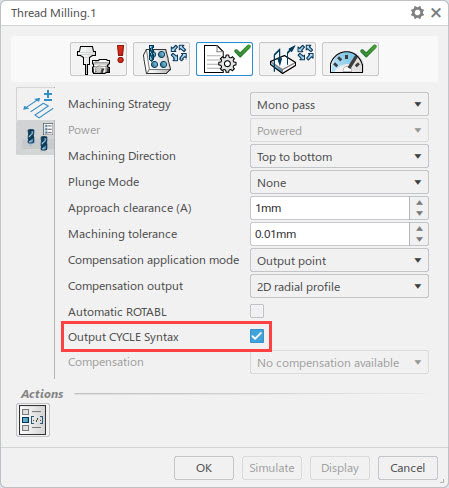 Thread Milling.1
Machining Strategy Mono pass
Power Powered
Machining Direction Top to bottom
Plunge Mode None
Approach clearance (A) 1mm
Machining tolerance 0.01mm
Compensation application mode Output point
Compensation output 2D radial profile
Automatic ROTABL
Output CYCLE Syntax
Compensation No compensation available
Actions
OK Simulate Display Cancel